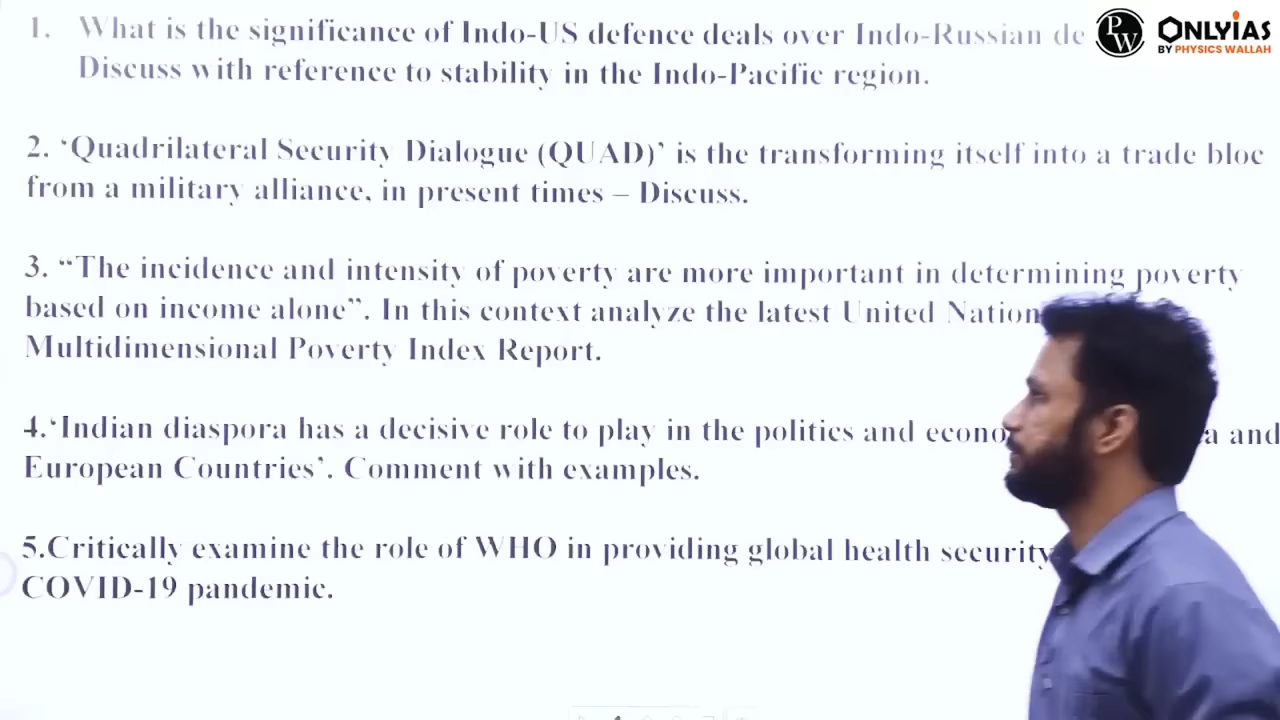 1. What is the significance of Indo-US defence deals over Indo-Russian de
Discuss with reference to stability in the Indo-Pacific region.
PW ONLYIAS
BY PHYSICS WALLAH
2. ‘Quadrilateral Security Dialogue (QUAD)’ is the transforming itself into a trade bloc
from a military alliance, in present times – Discuss.
3. “The incidence and intensity of poverty are more important in determining poverty
based on income alone”. In this context analyze the latest United Nation
Multidimensional Poverty Index Report.
4.‘Indian diaspora has a decisive role to play in the politics and econo a and
European Countries’. Comment with examples.
5.Critically examine the role of WHO in providing global health security
COVID-19 pandemic.